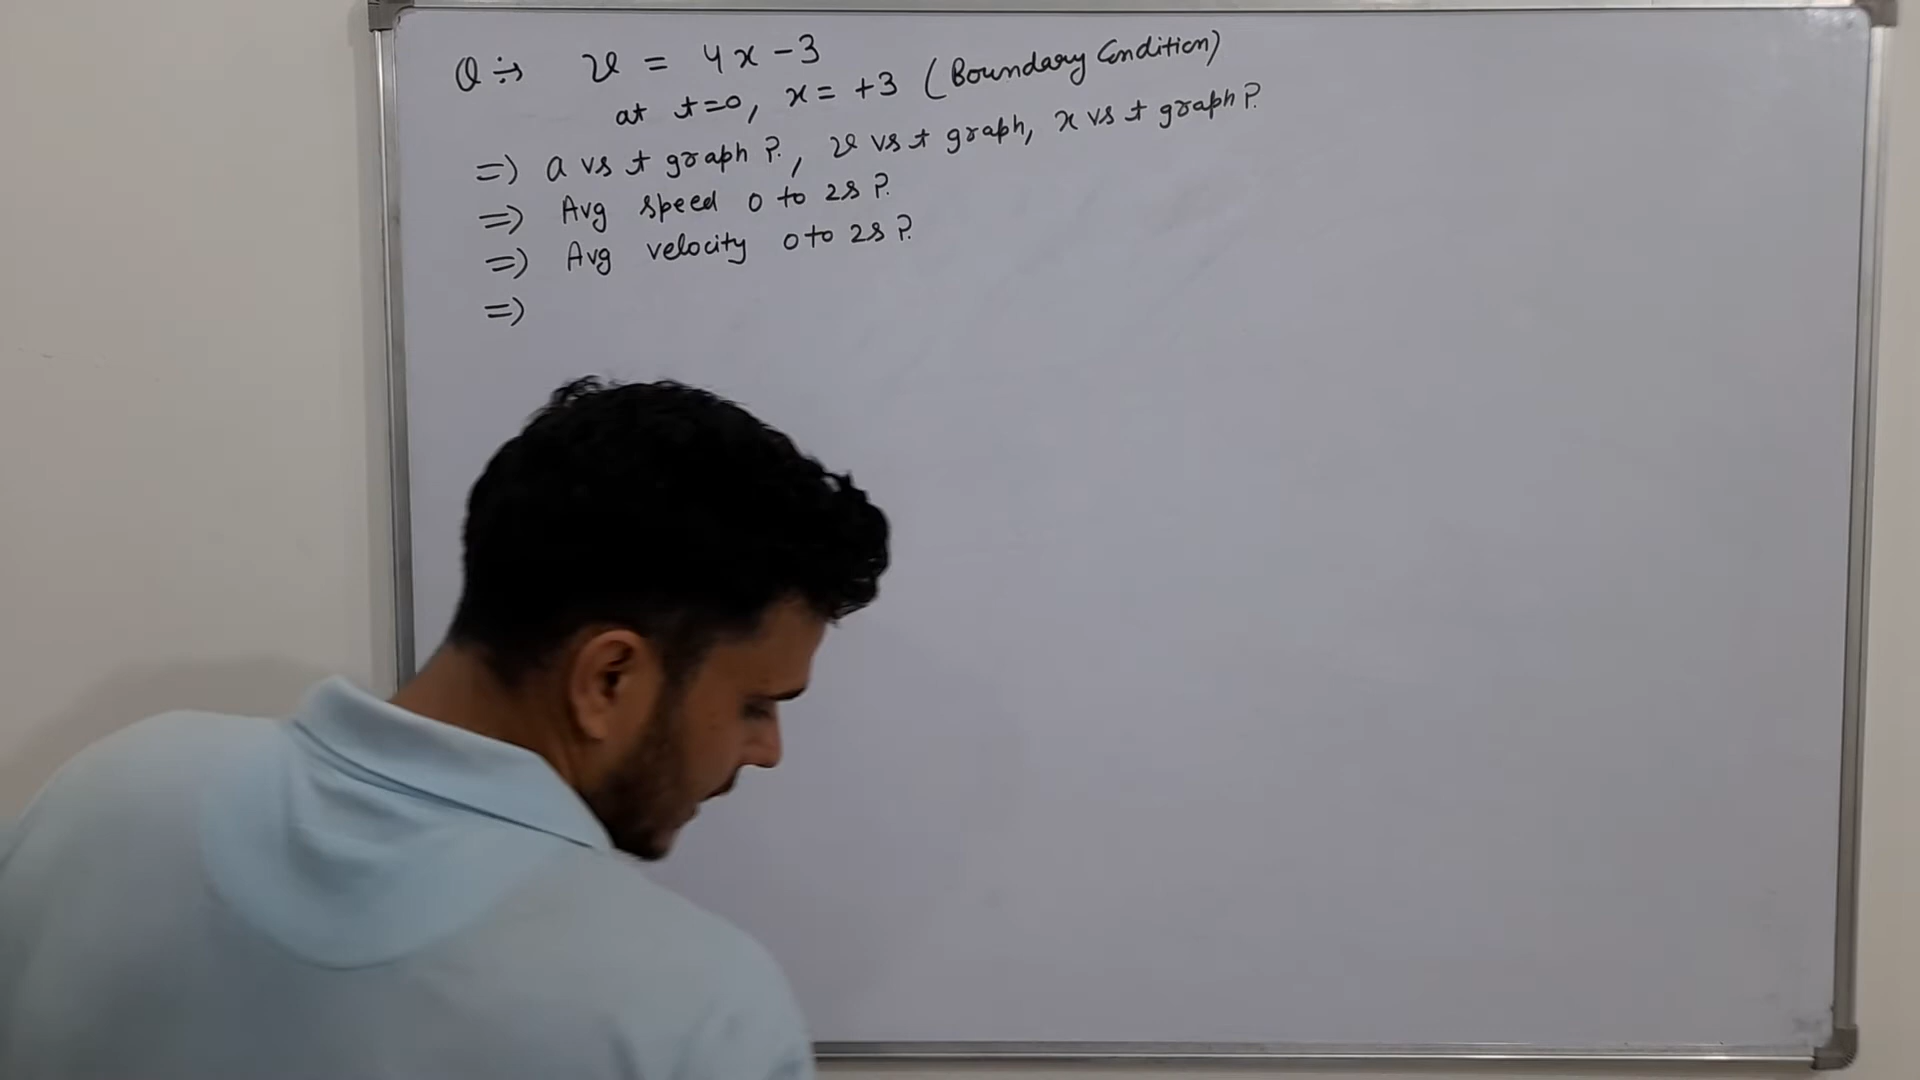 Q ÷→ v = 4x - 3
at t=0, x = +3 (Boundary Condition)
=) a vs t graph ?, v vs t graph, x vs t graph ?
=) Avg speed 0 to 2s ?
=) Avg velocity 0 to 2s ?
=)